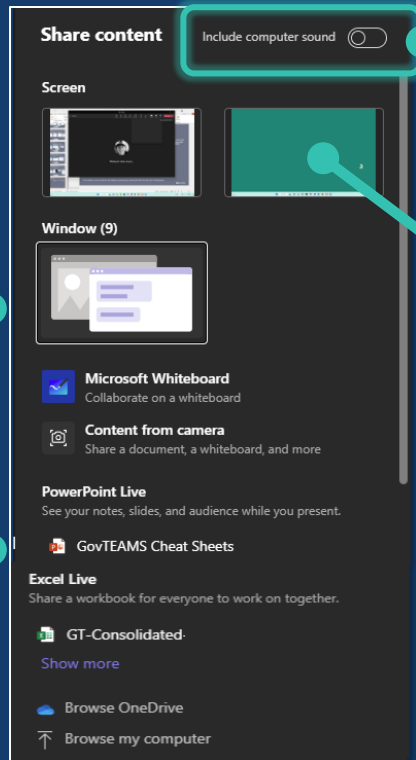 Share content
Include computer sound
Screen
Window (9)
Microsoft Whiteboard
Collaborate on a whiteboard
Content from camera
Share a document, a whiteboard, and more
PowerPoint Live
See your notes, slides, and audience while you present.
GovTEAMS Cheat Sheets
Excel Live
Share a workbook for everyone to work on together.
GT-Consolidated·
Show more
Browse OneDrive
Browse my computer